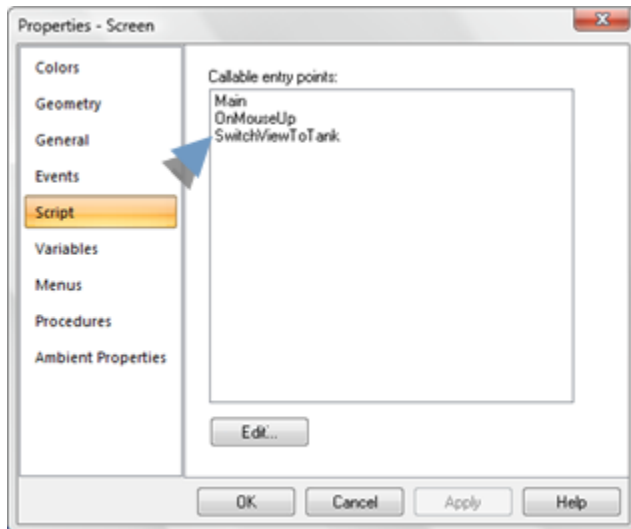 Properties - Screen
Colors
Geometry
General
Events
Script
Variables
Menus
Procedures
Ambient Properties
Callable entry points:
Main
OnMouseUp
SwitchViewToTank
Edit...
OK
Cancel
Apply
Help